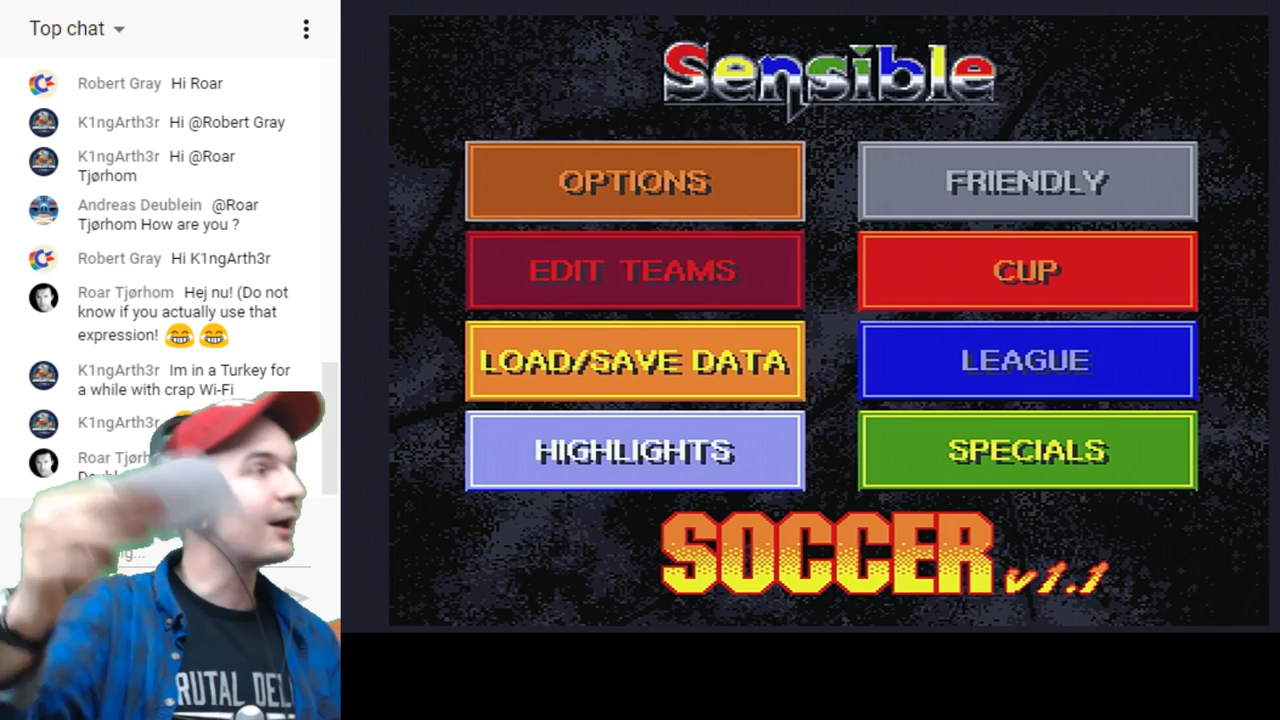 Top chat
Robert Gray Hi Roar
K1ngArth3r Hi @Robert Gray
K1ngArth3r Hi @Roar
Tjørhom
Andreas Deublein @Roar
Tjørhom How are you ?
Robert Gray Hi K1ngArth3r
Roar Tjørhom Hej nu! (Do not
know if you actually use that
expression! 😂 😂
K1ngArth3r Im in a Turkey for
a while with crap Wi-Fi
K1ngArth3r
Roar
BRUTAL
Sensible
OPTIONS
FRIENDLY
EDIT TEAMS
CUP
LOAD/SAVE DATA
LEAGUE
HIGHLIGHTS
SPECIALS
SOCCER v1.1